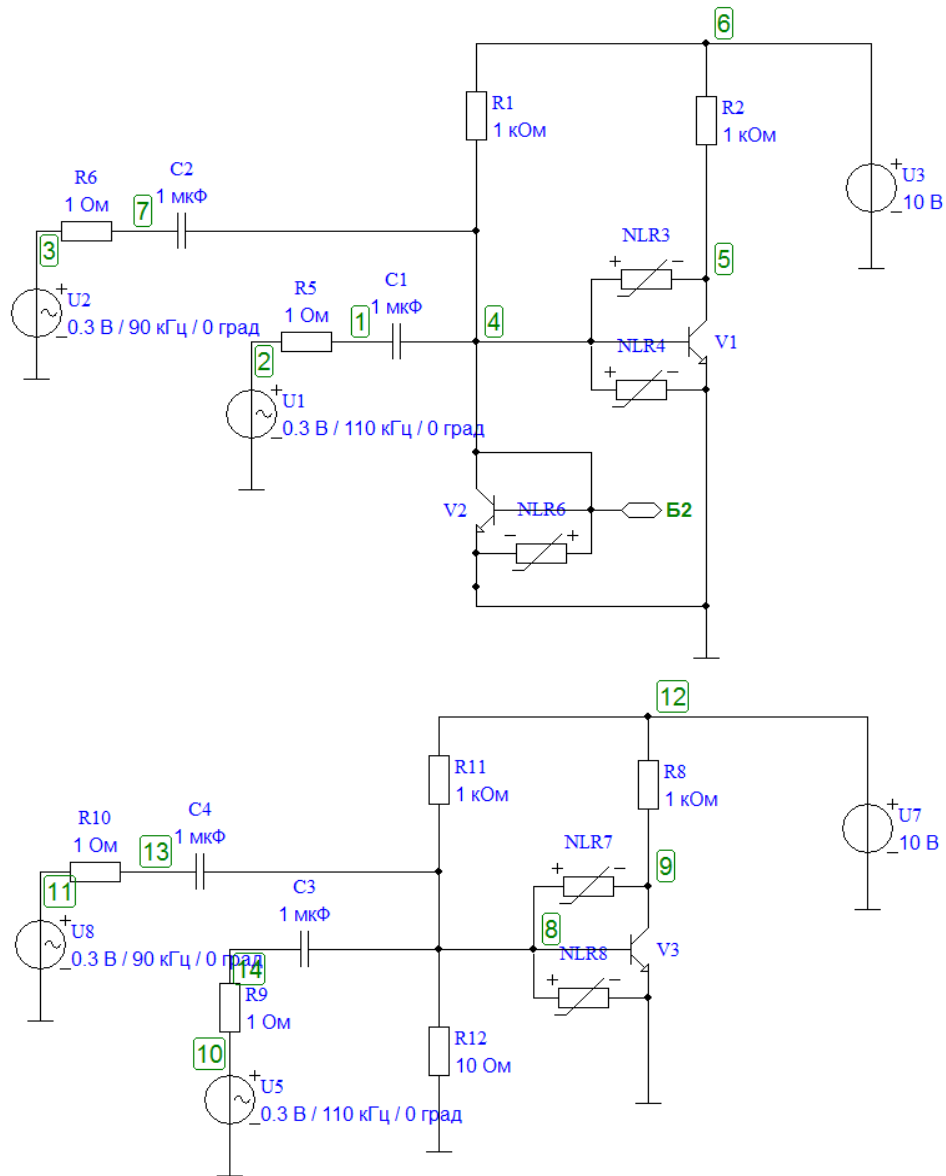 6
R1
1 кОм
R2
1 кОм
U3
10 В
R6
1 Ом
7
C2
1 мкФ
3
U2
0.3 В / 90 кГц / 0 град
NLR3
5
R5
1 Ом
1
C1
1 мкФ
4
2
U1
0.3 В / 110 кГц / 0 град
NLR4
V1
V2
NLR6
Б2
12
R11
1 кОм
R8
1 кОм
U7
10 В
R10
1 Ом
13
C4
1 мкФ
11
U8
0.3 В / 90 кГц / 0 град
NLR7
9
C3
1 мкФ
8
14
R9
1 Ом
NLR8
V3
10
R12
10 Ом
U5
0.3 В / 110 кГц / 0 град